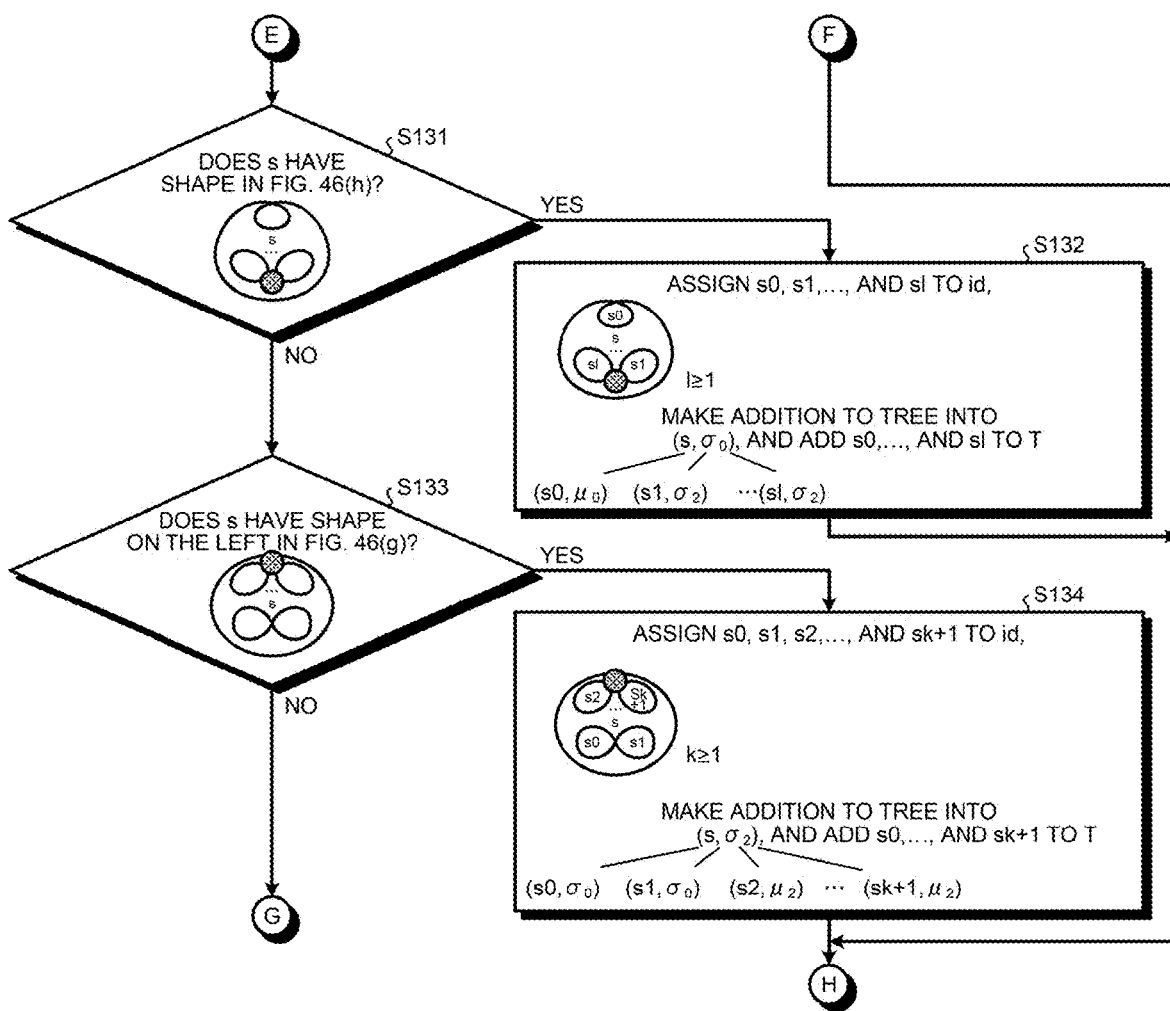 E
F
S131
DOES s HAVE
SHAPE IN FIG. 46(h)?
s
...
YES
NO
S132
ASSIGN s0, s1,..., AND sl TO id,
s0
s
...
sl s1
l≥1
MAKE ADDITION TO TREE INTO
(s, σ₀), AND ADD s0,..., AND sl TO T
(s0, μ₀) (s1, σ₂) ···(sl, σ₂)
S133
DOES s HAVE SHAPE
ON THE LEFT IN FIG. 46(g)?
...
s
YES
NO
S134
ASSIGN s0, s1, s2,..., AND sk+1 TO id,
s2 Sk
+1
...
s
s0 s1
k≥1
MAKE ADDITION TO TREE INTO
(s, σ₂), AND ADD s0,..., AND sk+1 TO T
(s0, σ₀) (s1, σ₀) (s2, μ₂) ··· (sk+1, μ₂)
G
H